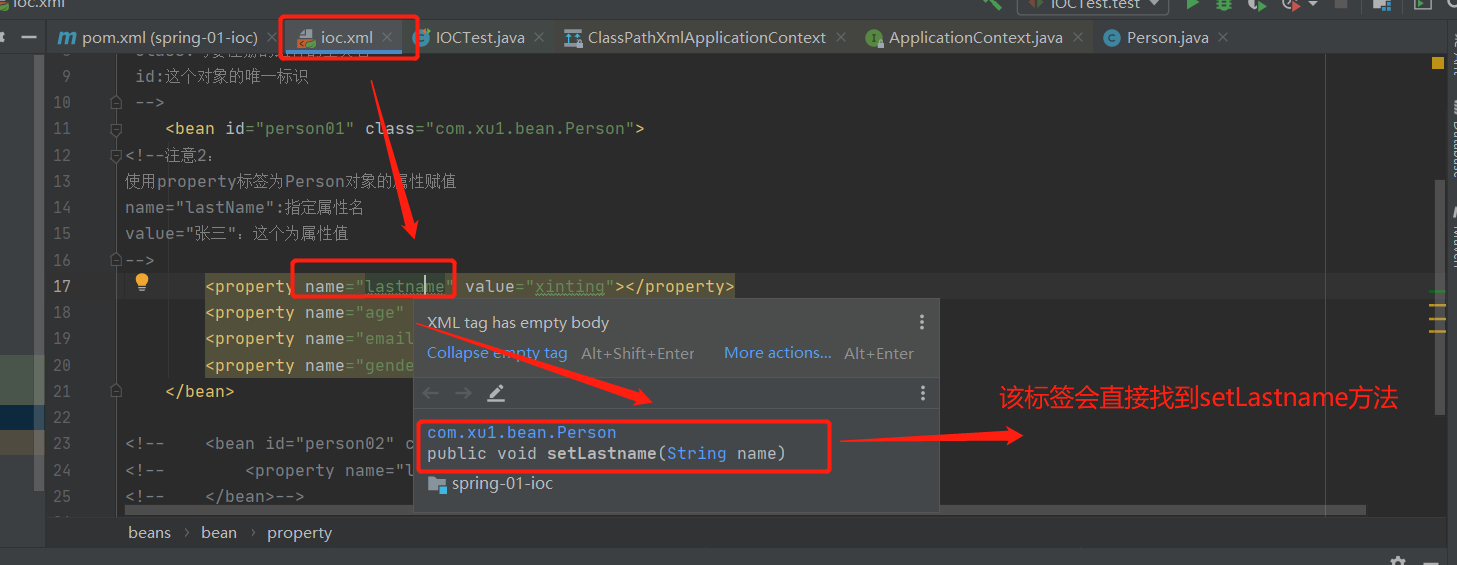 ioc.xml
IOCTest.test
pom.xml (spring-01-ioc)
ioc.xml
IOCTest.java
ClassPathXmlApplicationContext
ApplicationContext.java
Person.java
9 id:这个对象的唯一标识
10 -->
11 <bean id="person01" class="com.xu1.bean.Person">
12 <!--注意2:
13 使用property标签为Person对象的属性赋值
14 name="lastName":指定属性名
15 value="张三": 这个为属性值
16 -->
17 <property name="lastname" value="xinting"></property>
18 <property name="age"
19 <property name="email
20 <property name="gende
21 </bean>
22
23 <!-- <bean id="person02" c
24 <!-- <property name="l
25 <!-- </bean>-->
XML tag has empty body
Collapse empty tag Alt+Shift+Enter More actions... Alt+Enter
com.xu1.bean.Person
public void setLastname(String name)
spring-01-ioc
该标签会直接找到setLastname方法
beans › bean › property
Database